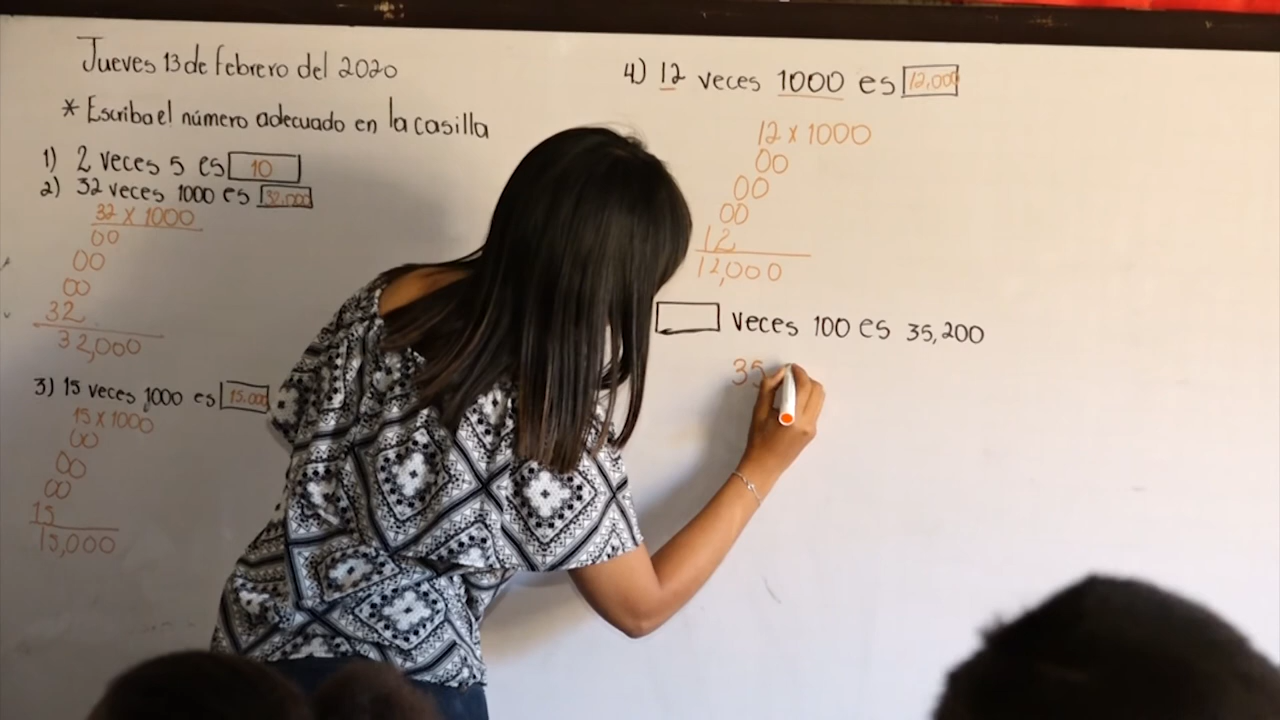 Jueves 13 de febrero del 2020
* Escriba el número adecuado en la casilla
1) 2 veces 5 es 10
2) 32 veces 1000 es 32,000
32 x 1000
00
00
00
32
32,000
3) 15 veces 1000 es 15,000
15 x 1000
00
00
00
15
15,000
4) 12 veces 1000 es 12,000
12 x 1000
00
00
00
12
12,000
veces 100 es 35,200
35